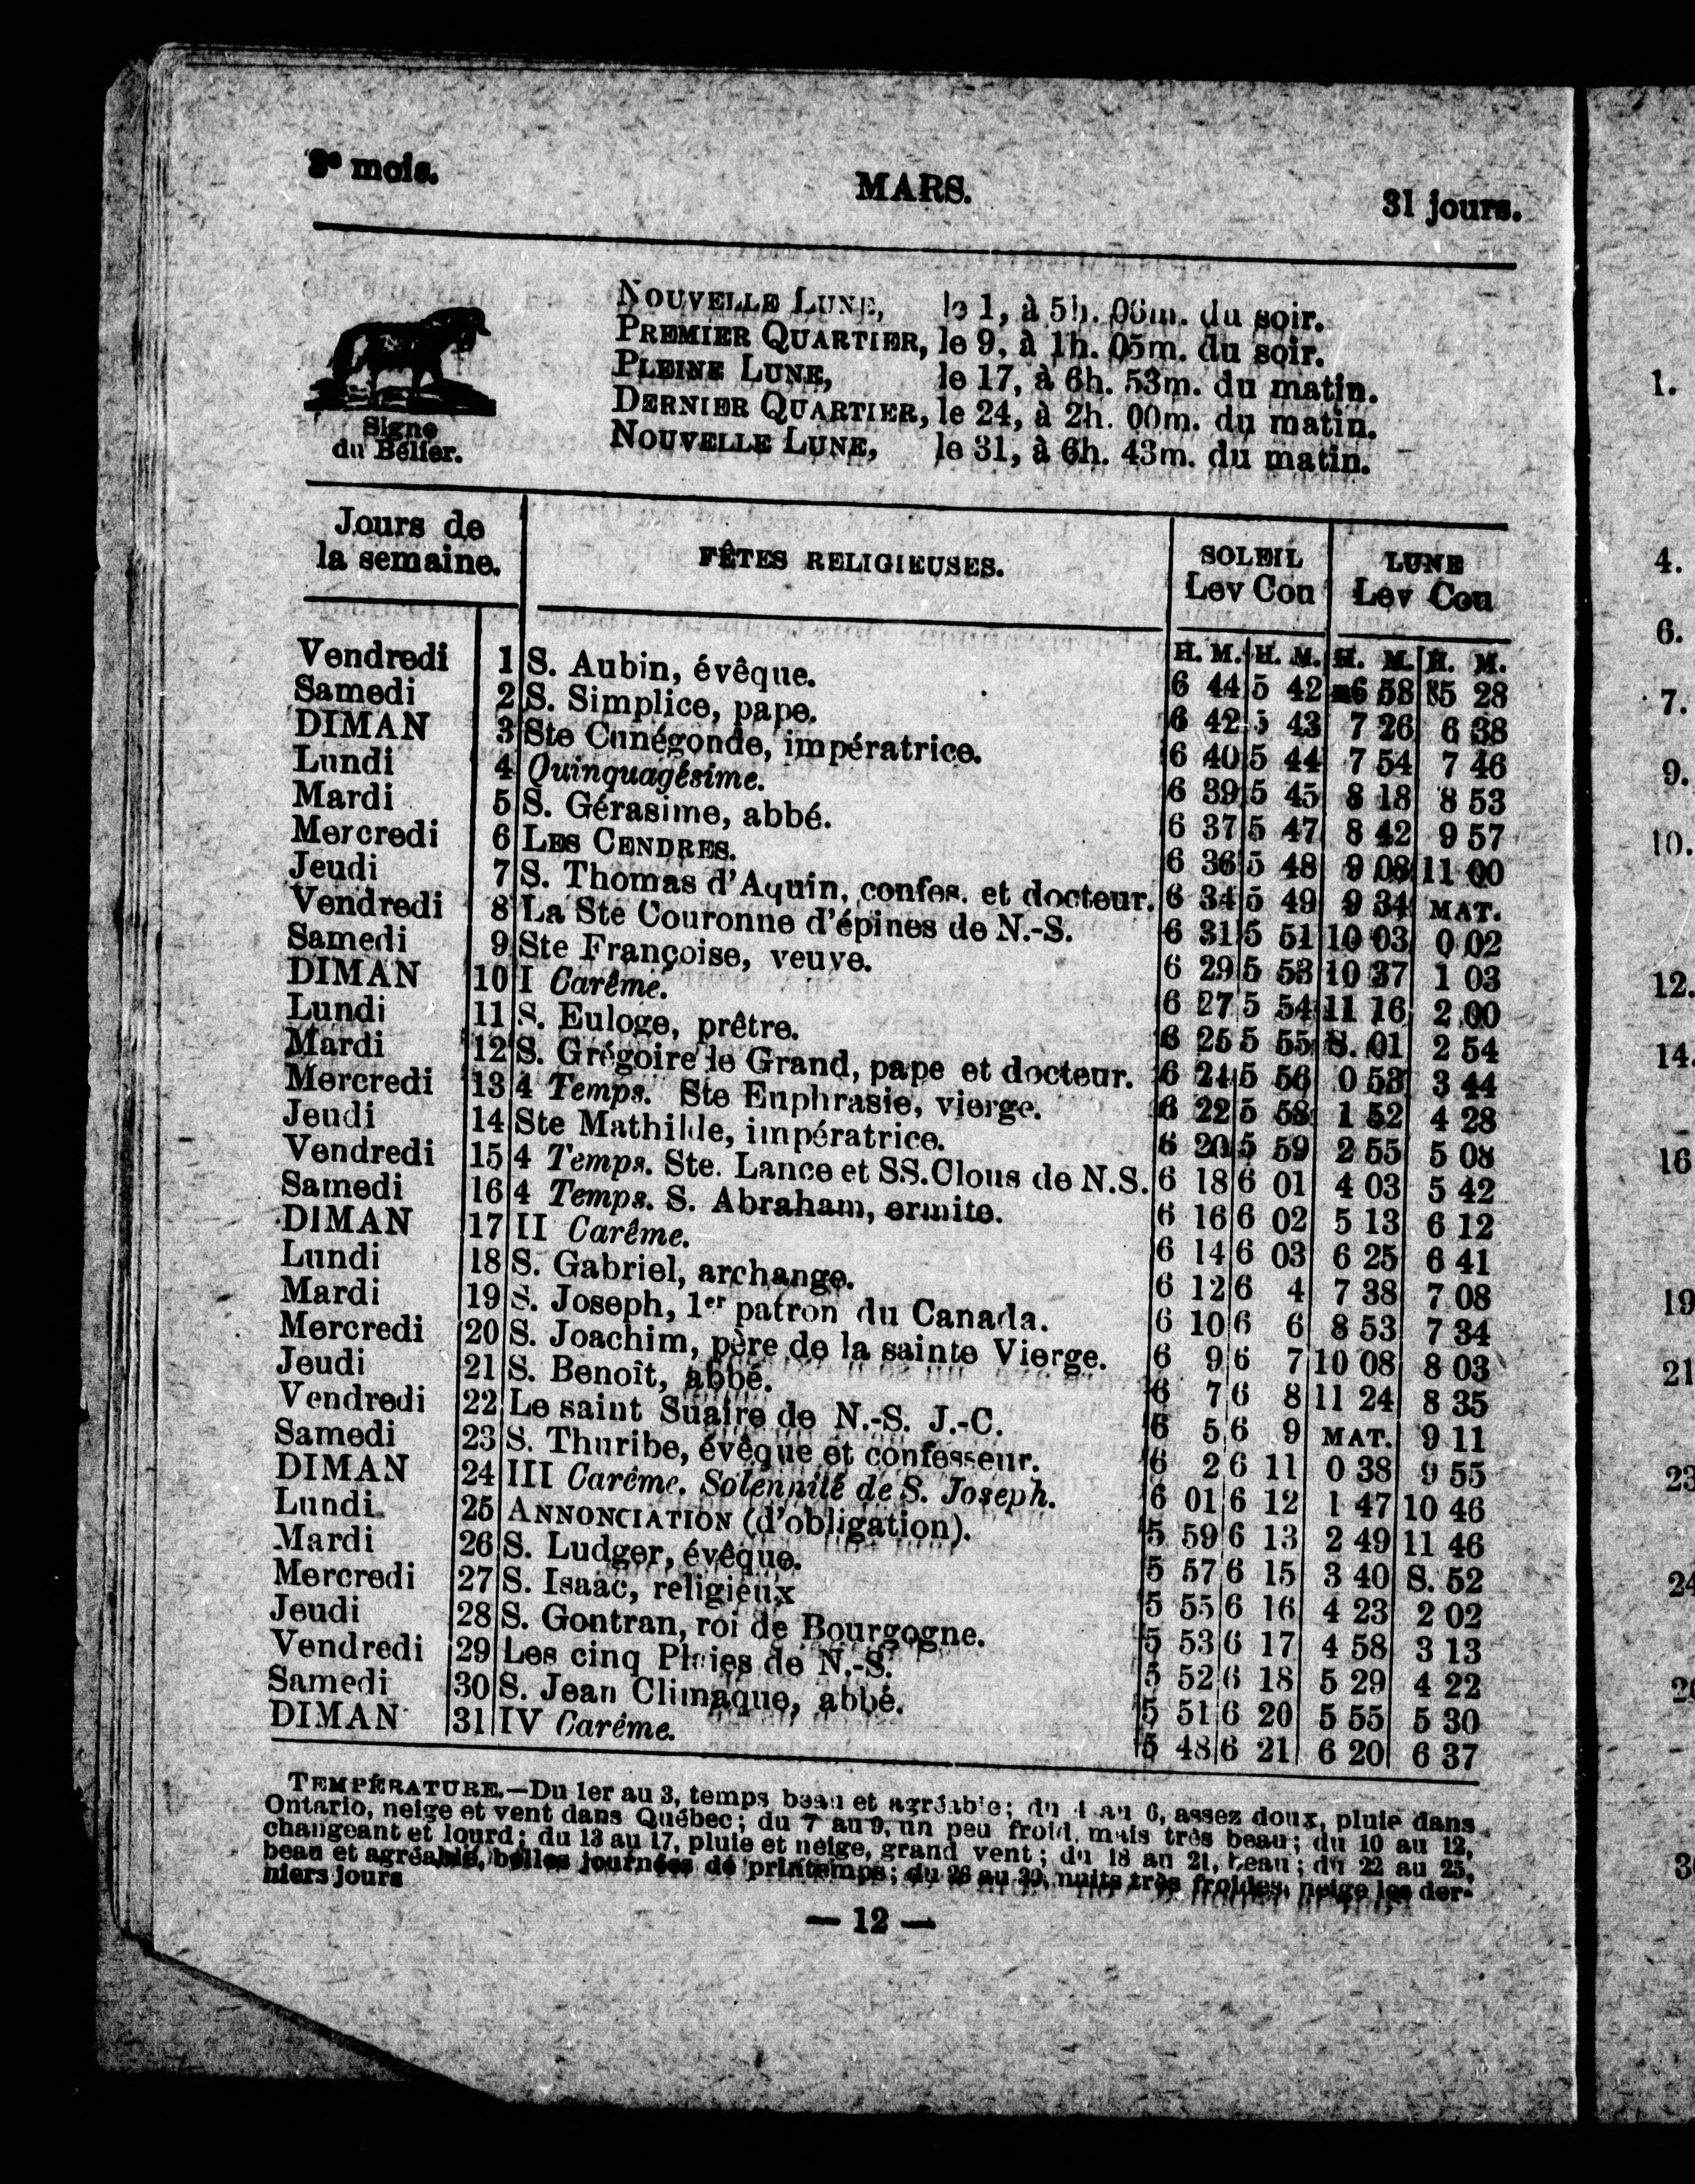 3e mois.
MARS.
31 jours.
NOUVELLE LUNE, le 1, à 5h. 06m. du soir.
PREMIER QUARTIER, le 9, à 1h. 05m. du soir.
PLEINE LUNE, le 17, à 6h. 53m. du matin.
DERNIER QUARTIER, le 24, à 2h. 00m. du matin.
NOUVELLE LUNE, le 31, à 6h. 43m. du matin.
Signe
du Bélier.
Jours de
la semaine.
FÊTES RELIGIEUSES.
SOLEIL
Lev Cou
LUNE
Lev Cou
H. M. H. M. H. M. H. M.
Vendredi 1 S. Aubin, évêque. 6 44 5 42 m6 58 s5 28
Samedi 2 S. Simplice, pape. 6 42 5 43 7 26 6 38
DIMAN 3 Ste Cunégonde, impératrice. 6 40 5 44 7 54 7 46
Lundi 4 Quinquagésime. 6 39 5 45 8 18 8 53
Mardi 5 S. Gérasime, abbé. 6 37 5 47 8 42 9 57
Mercredi 6 LES CENDRES. 6 36 5 48 9 08 11 00
Jeudi 7 S. Thomas d'Aquin, confes. et docteur. 6 34 5 49 9 34 MAT.
Vendredi 8 La Ste Couronne d'épines de N.-S. 6 31 5 51 10 03 0 02
Samedi 9 Ste Françoise, veuve. 6 29 5 53 10 37 1 03
DIMAN 10 I Carême. 6 27 5 54 11 16 2 00
Lundi 11 S. Euloge, prêtre. 6 25 5 55 S. 01 2 54
Mardi 12 S. Grégoire le Grand, pape et docteur. 6 24 5 56 0 53 3 44
Mercredi 13 4 Temps. Ste Euphrasie, vierge. 6 22 5 58 1 52 4 28
Jeudi 14 Ste Mathilde, impératrice. 6 20 5 59 2 55 5 08
Vendredi 15 4 Temps. Ste. Lance et SS. Clous de N.S. 6 18 6 01 4 03 5 42
Samedi 16 4 Temps. S. Abraham, ermite. 6 16 6 02 5 13 6 12
DIMAN 17 II Carême. 6 14 6 03 6 25 6 41
Lundi 18 S. Gabriel, archange. 6 12 6 4 7 38 7 08
Mardi 19 S. Joseph, 1er patron du Canada. 6 10 6 6 8 53 7 34
Mercredi 20 S. Joachim, père de la sainte Vierge. 6 9 6 7 10 08 8 03
Jeudi 21 S. Benoît, abbé. 6 7 6 8 11 24 8 35
Vendredi 22 Le saint Suaire de N.-S. J.-C. 6 5 6 9 MAT. 9 11
Samedi 23 S. Thuribe, évêque et confesseur. 6 2 6 11 0 38 9 55
DIMAN 24 III Carême. Solennité de S. Joseph. 6 01 6 12 1 47 10 46
Lundi 25 ANNONCIATION (d'obligation). 5 59 6 13 2 49 11 46
Mardi 26 S. Ludger, évêque. 5 57 6 15 3 40 S. 52
Mercredi 27 S. Isaac, religieux 5 55 6 16 4 23 2 02
Jeudi 28 S. Gontran, roi de Bourgogne. 5 53 6 17 4 58 3 13
Vendredi 29 Les cinq Plaies de N.-S. 5 52 6 18 5 29 4 22
Samedi 30 S. Jean Climaque, abbé. 5 51 6 20 5 55 5 30
DIMAN 31 IV Carême. 5 48 6 21 6 20 6 37
TEMPÉRATURE.—Du 1er au 3, temps beau et agréable; du 4 au 6, assez doux, pluie dans
Ontario, neige et vent dans Québec; du 7 au 9, un peu froid, mais très beau; du 10 au 12,
changeant et lourd; du 13 au 17, pluie et neige, grand vent; du 18 au 21, beau; du 22 au 25,
beau et agréable, belles journées de printemps; du 26 au 30, nuits très froides, neige les der-
niers jours
— 12 —
1.
4.
6.
7.
9.
10.
12.
14.
16
19
21
23
24
3